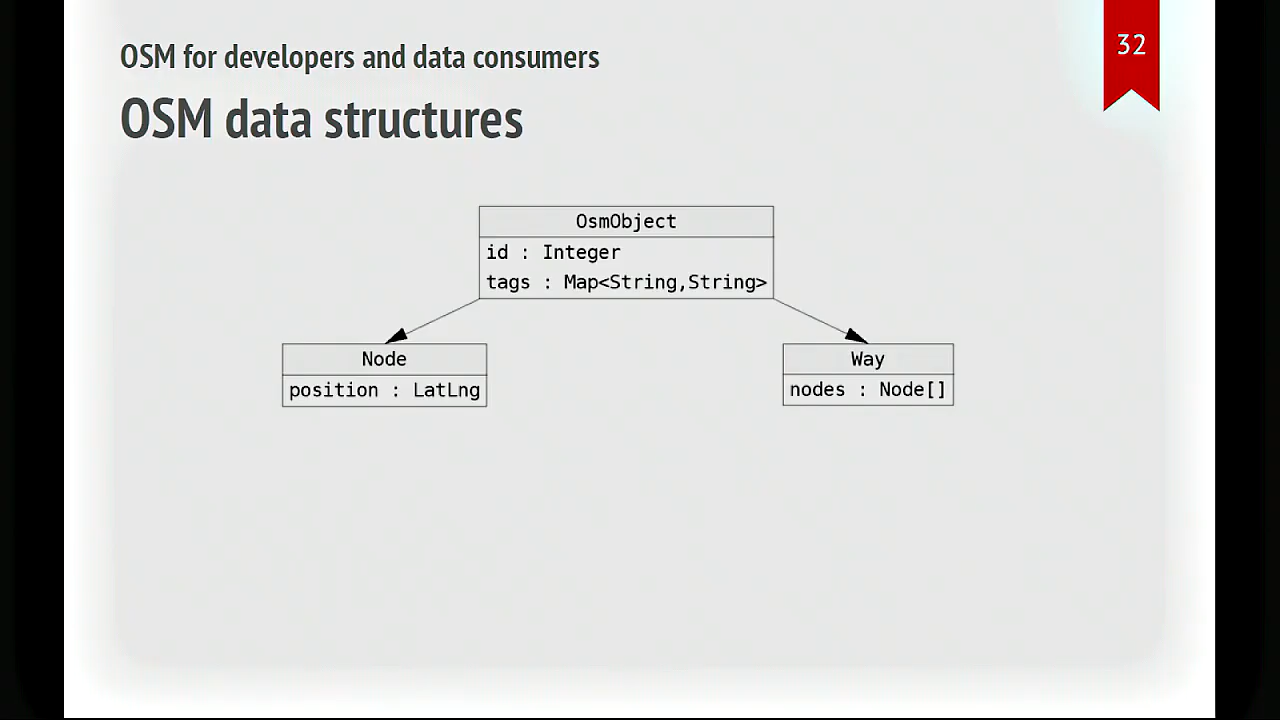 32
OSM for developers and data consumers
OSM data structures
OsmObject
id : Integer
tags : Map<String,String>
Node
position : LatLng
Way
nodes : Node[]